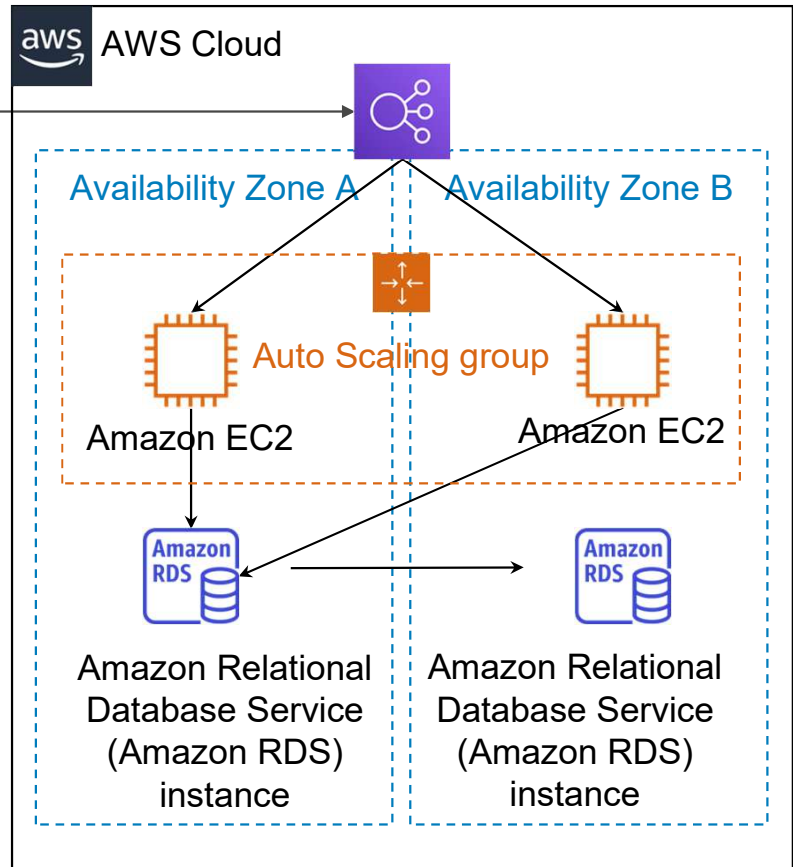 aws
AWS Cloud
Availability Zone A
Availability Zone B
Auto Scaling group
Amazon EC2
Amazon EC2
Amazon
RDS
Amazon
RDS
Amazon Relational
Database Service
(Amazon RDS)
instance
Amazon Relational
Database Service
(Amazon RDS)
instance